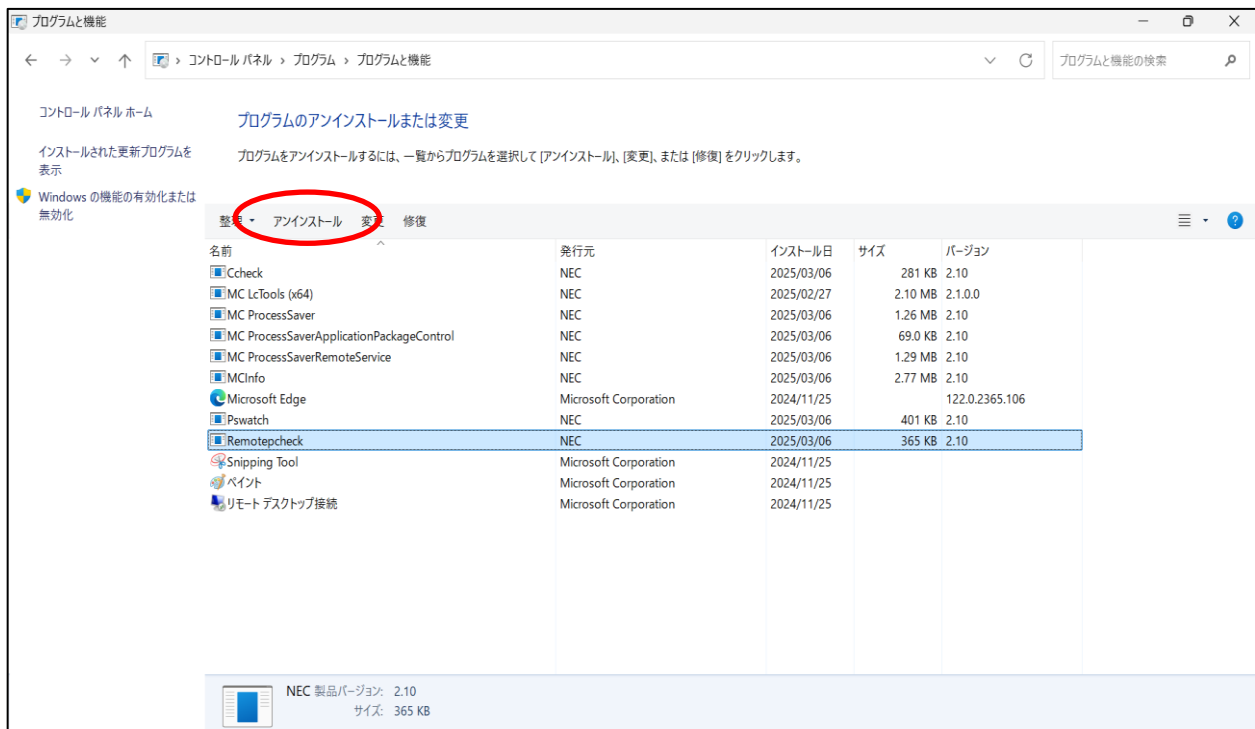 プログラムと機能
コントロール パネル › プログラム › プログラムと機能
プログラムと機能の検索
コントロール パネル ホーム
インストールされた更新プログラムを
表示
Windows の機能の有効化または
無効化
プログラムのアンインストールまたは変更
プログラムをアンインストールするには、一覧からプログラムを選択して [アンインストール]、[変更]、または [修復] をクリックします。
整理 アンインストール 変更 修復
名前 発行元 インストール日 サイズ バージョン
Ccheck NEC 2025/03/06 281 KB 2.10
MC LcTools (x64) NEC 2025/02/27 2.10 MB 2.1.0.0
MC ProcessSaver NEC 2025/03/06 1.26 MB 2.10
MC ProcessSaverApplicationPackageControl NEC 2025/03/06 69.0 KB 2.10
MC ProcessSaverRemoteService NEC 2025/03/06 1.29 MB 2.10
MCInfo NEC 2025/03/06 2.77 MB 2.10
Microsoft Edge Microsoft Corporation 2024/11/25 122.0.2365.106
Pswatch NEC 2025/03/06 401 KB 2.10
Remotepcheck NEC 2025/03/06 365 KB 2.10
Snipping Tool Microsoft Corporation 2024/11/25
ペイント Microsoft Corporation 2024/11/25
リモート デスクトップ接続 Microsoft Corporation 2024/11/25
NEC 製品バージョン: 2.10
サイズ: 365 KB